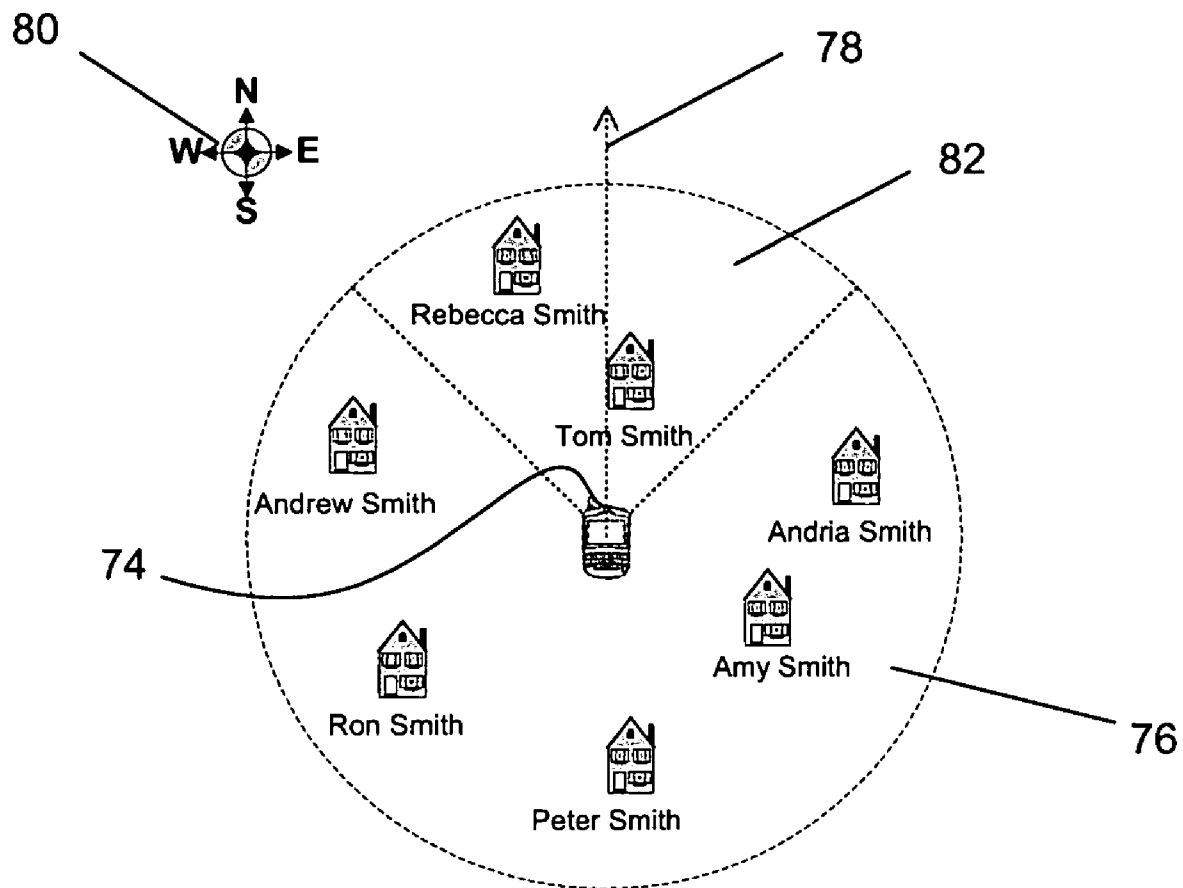 80
78
N
W E
S
82
Rebecca Smith
Tom Smith
Andrew Smith
Andria Smith
74
Amy Smith
Ron Smith
76
Peter Smith